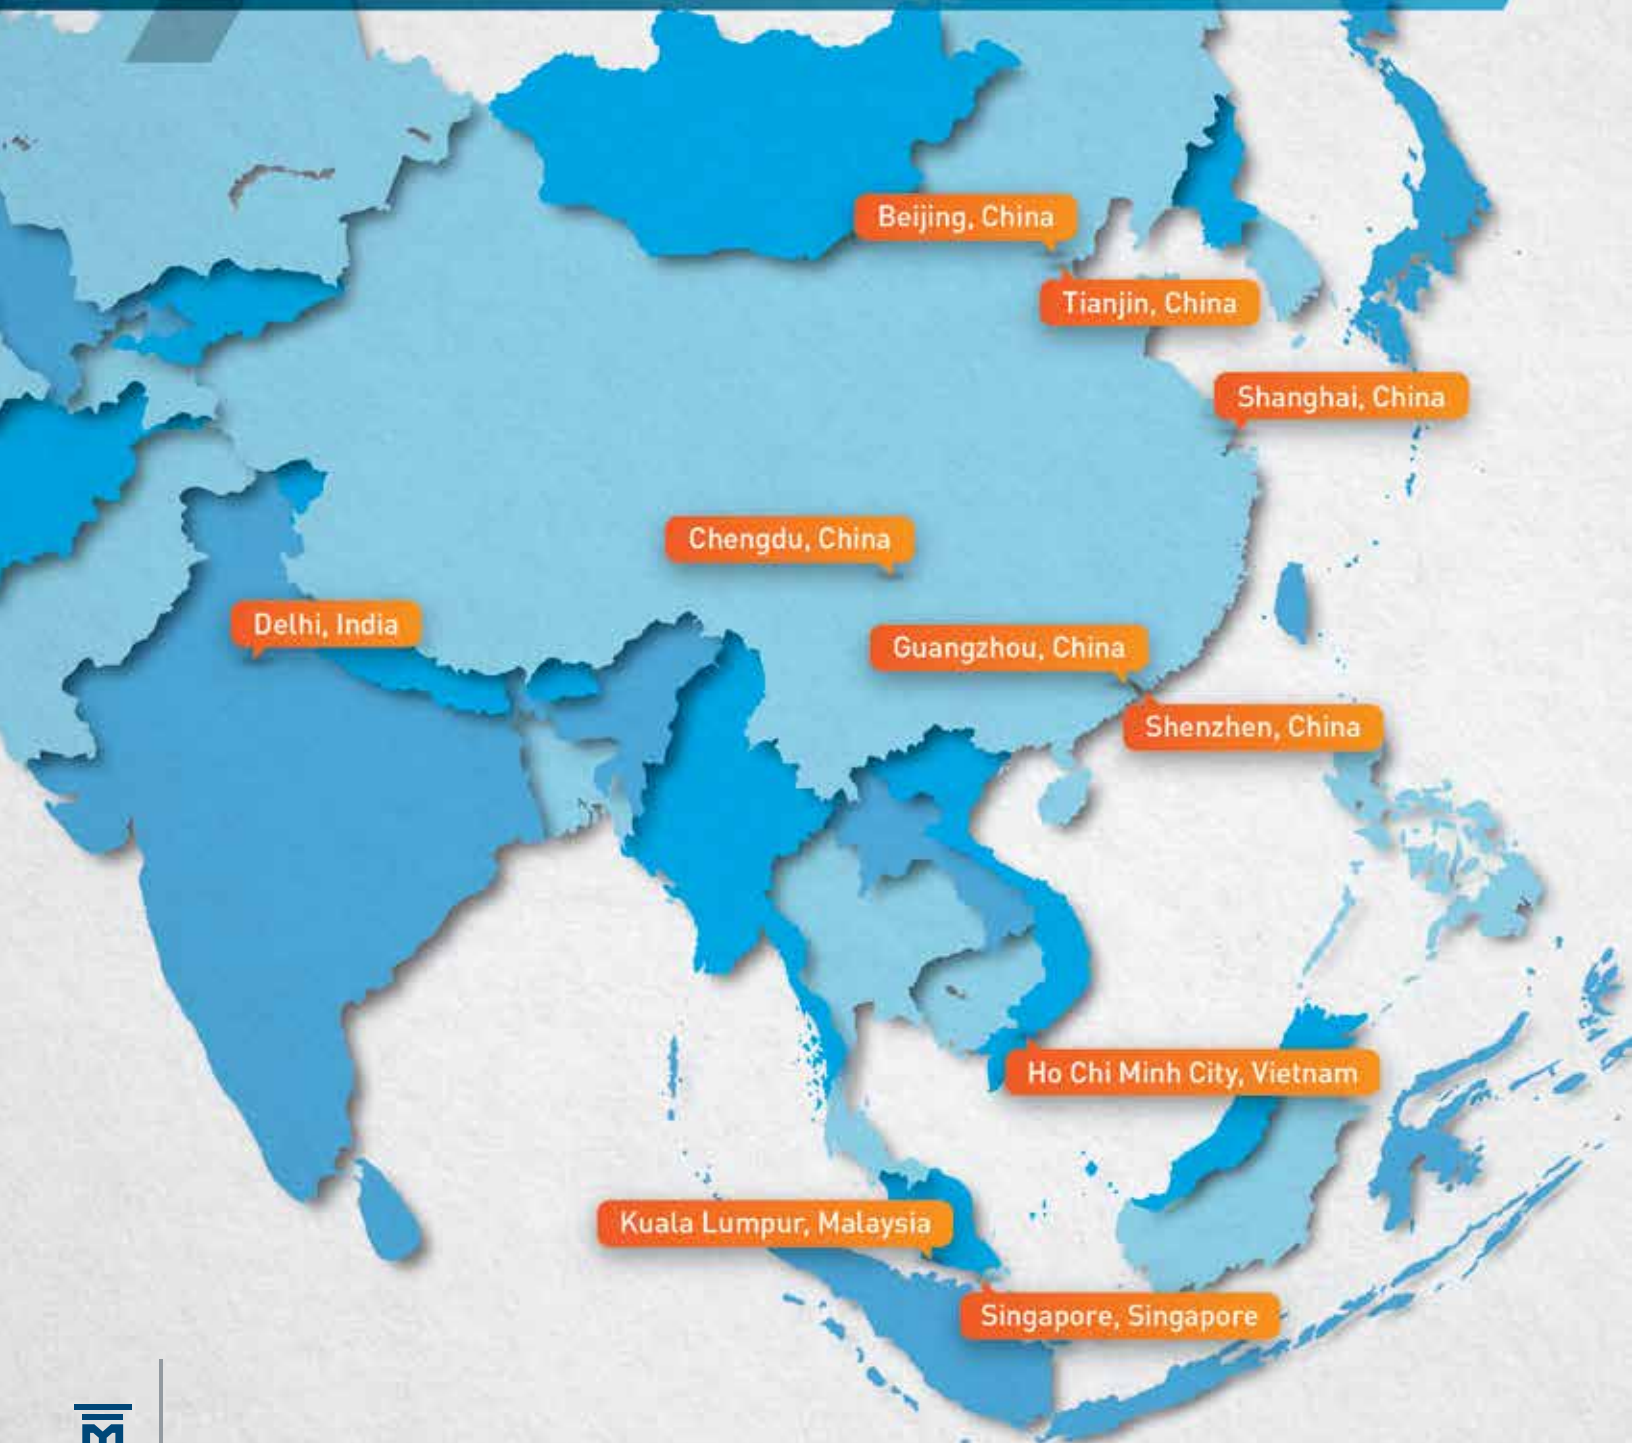 Beijing, China
Tianjin, China
Shanghai, China
Chengdu, China
Delhi, India
Guangzhou, China
Shenzhen, China
Ho Chi Minh City, Vietnam
Kuala Lumpur, Malaysia
Singapore, Singapore